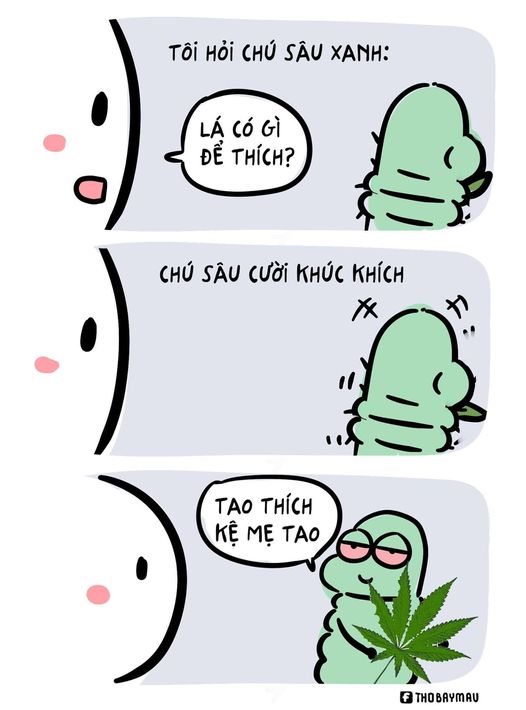 TÔI HỎI CHÚ SÂU XANH:
LÁ CÓ GÌ
ĐỂ THÍCH?
CHÚ SÂU CƯỜI KHÚC KHÍCH
TAO THÍCH
KỆ MẸ TAO
THOBAYMAU